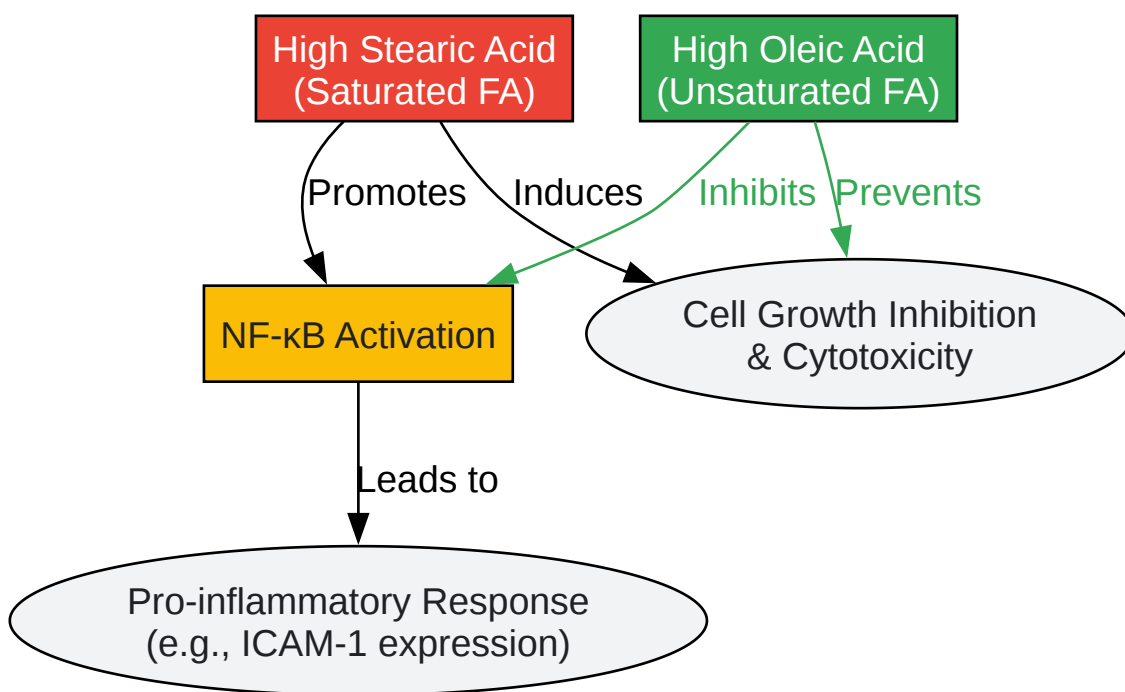 High Stearic Acid
(Saturated FA)
High Oleic Acid
(Unsaturated FA)
Promotes
Induces
Inhibits
Prevents
NF-κB Activation
Cell Growth Inhibition
& Cytotoxicity
Leads to
Pro-inflammatory Response
(e.g., ICAM-1 expression)